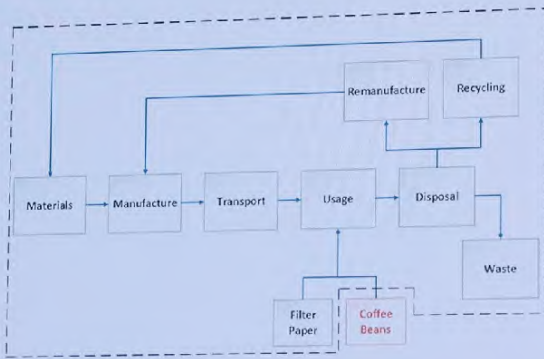 Remanufacture
Recycling
Materials
Manufacture
Transport
Usage
Disposal
Waste
Filter
Paper
Coffee
Beans